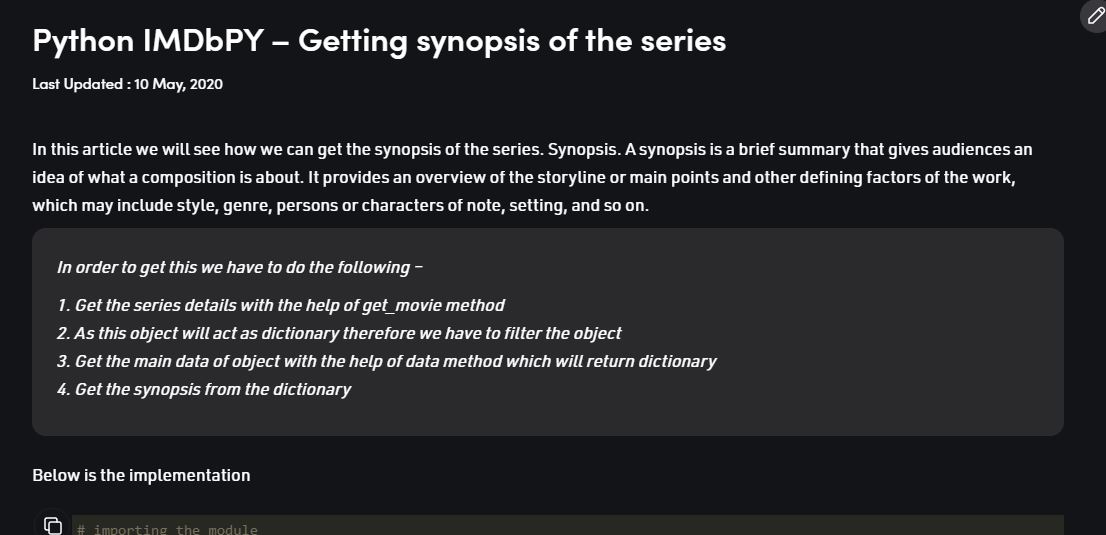 Python IMDbPY – Getting synopsis of the series
Last Updated : 10 May, 2020
In this article we will see how we can get the synopsis of the series. Synopsis. A synopsis is a brief summary that gives audiences an
idea of what a composition is about. It provides an overview of the storyline or main points and other defining factors of the work,
which may include style, genre, persons or characters of note, setting, and so on.
In order to get this we have to do the following –
1. Get the series details with the help of get_movie method
2. As this object will act as dictionary therefore we have to filter the object
3. Get the main data of object with the help of data method which will return dictionary
4. Get the synopsis from the dictionary
Below is the implementation
# importing the module